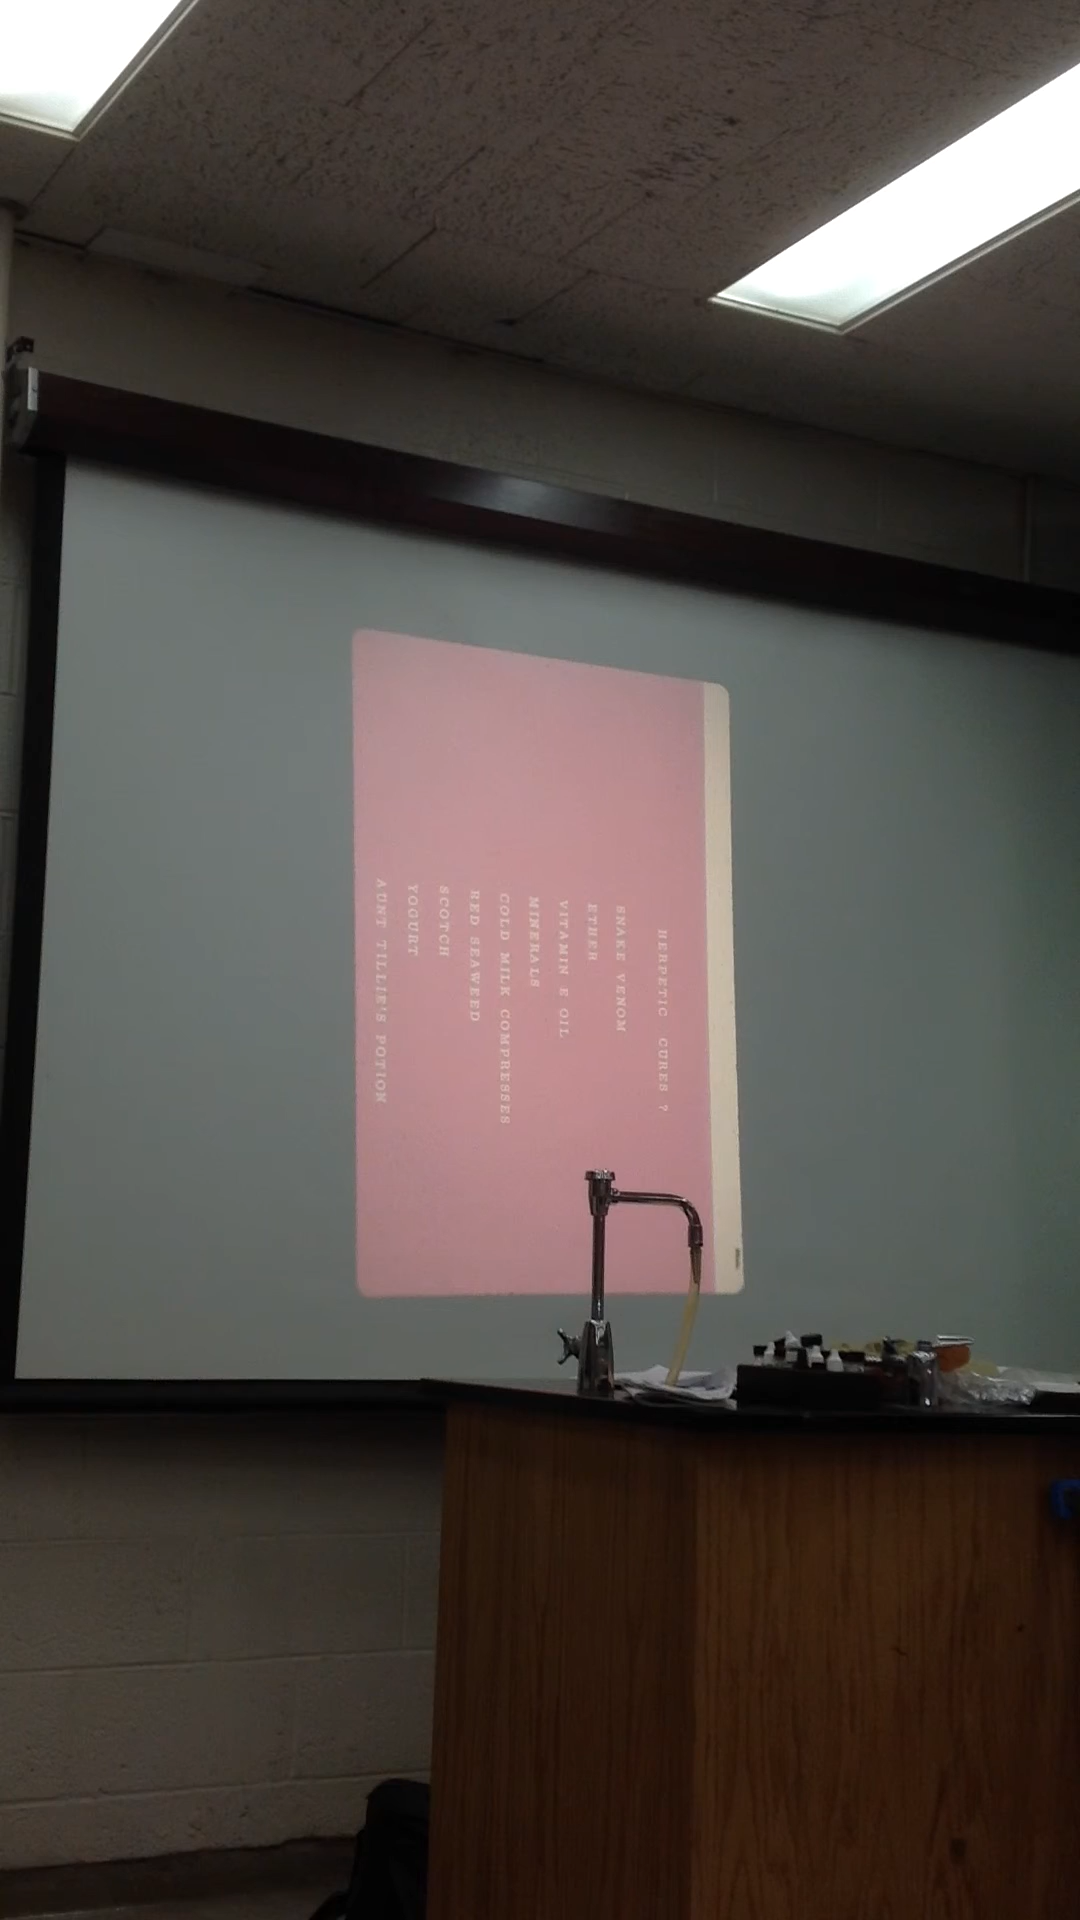 HERPETIC CURES ?
SNAKE VENOM
ETHER
VITAMIN E OIL
MINERALS
COLD MILK COMPRESSES
RED SEAWEED
SCOTCH
YOGURT
AUNT TILLIE'S POTION